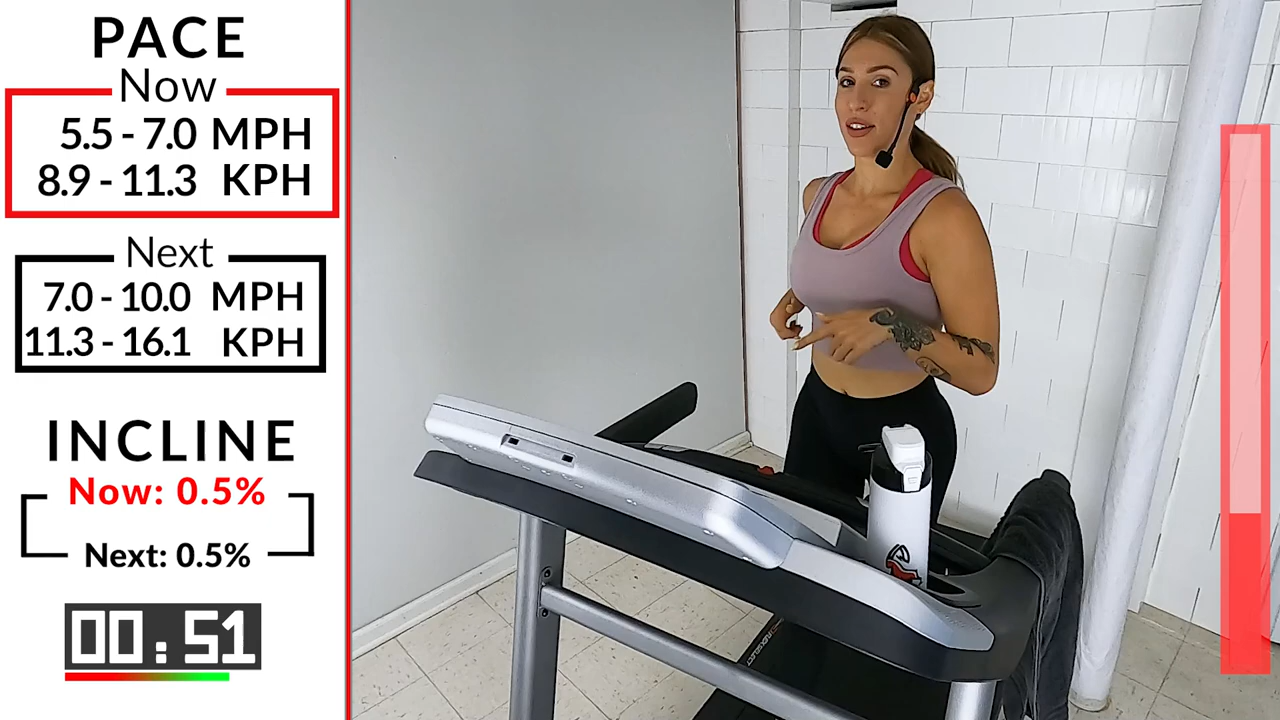 PACE
Now
5.5 - 7.0 MPH
8.9 - 11.3 KPH
Next
7.0 - 10.0 MPH
11.3 - 16.1 KPH
INCLINE
Now: 0.5%
Next: 0.5%
00:51